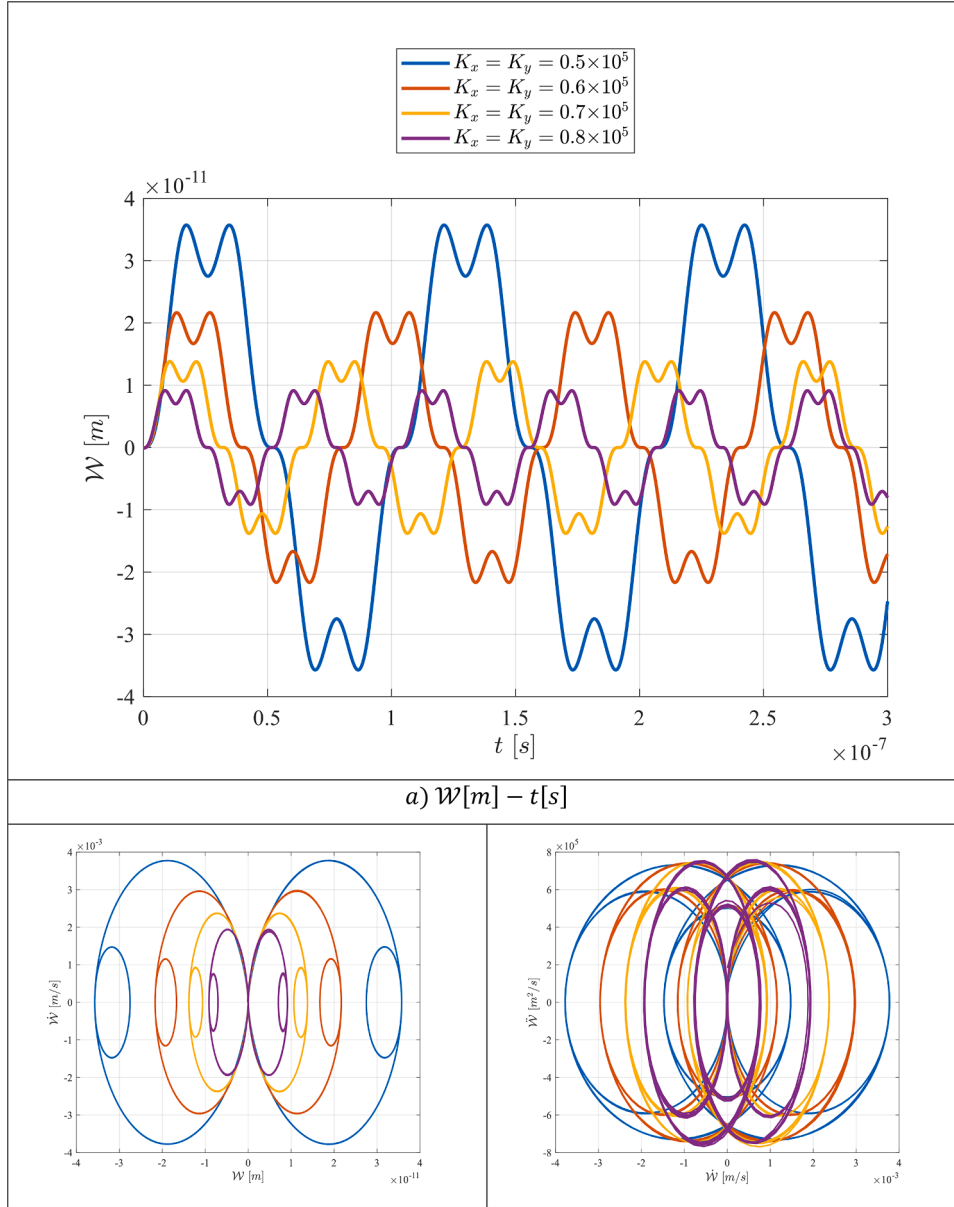 K_x = K_y = 0.5×10^5
K_x = K_y = 0.6×10^5
K_x = K_y = 0.7×10^5
K_x = K_y = 0.8×10^5
×10^-11
4
3
2
1
0
-1
-2
-3
-4
𝒲 [m]
0 0.5 1 1.5 2 2.5 3
t [s]
×10^-7
a) 𝒲[m] − t[s]
×10^-3
4
3
2
1
0
-1
-2
-3
-4
𝒲̇ [m/s]
-4 -3 -2 -1 0 1 2 3 4
𝒲 [m]
×10^-11
×10^5
8
6
4
2
0
-2
-4
-6
-8
𝒲̈ [m^2/s]
-4 -3 -2 -1 0 1 2 3 4
𝒲̇ [m/s]
×10^-3